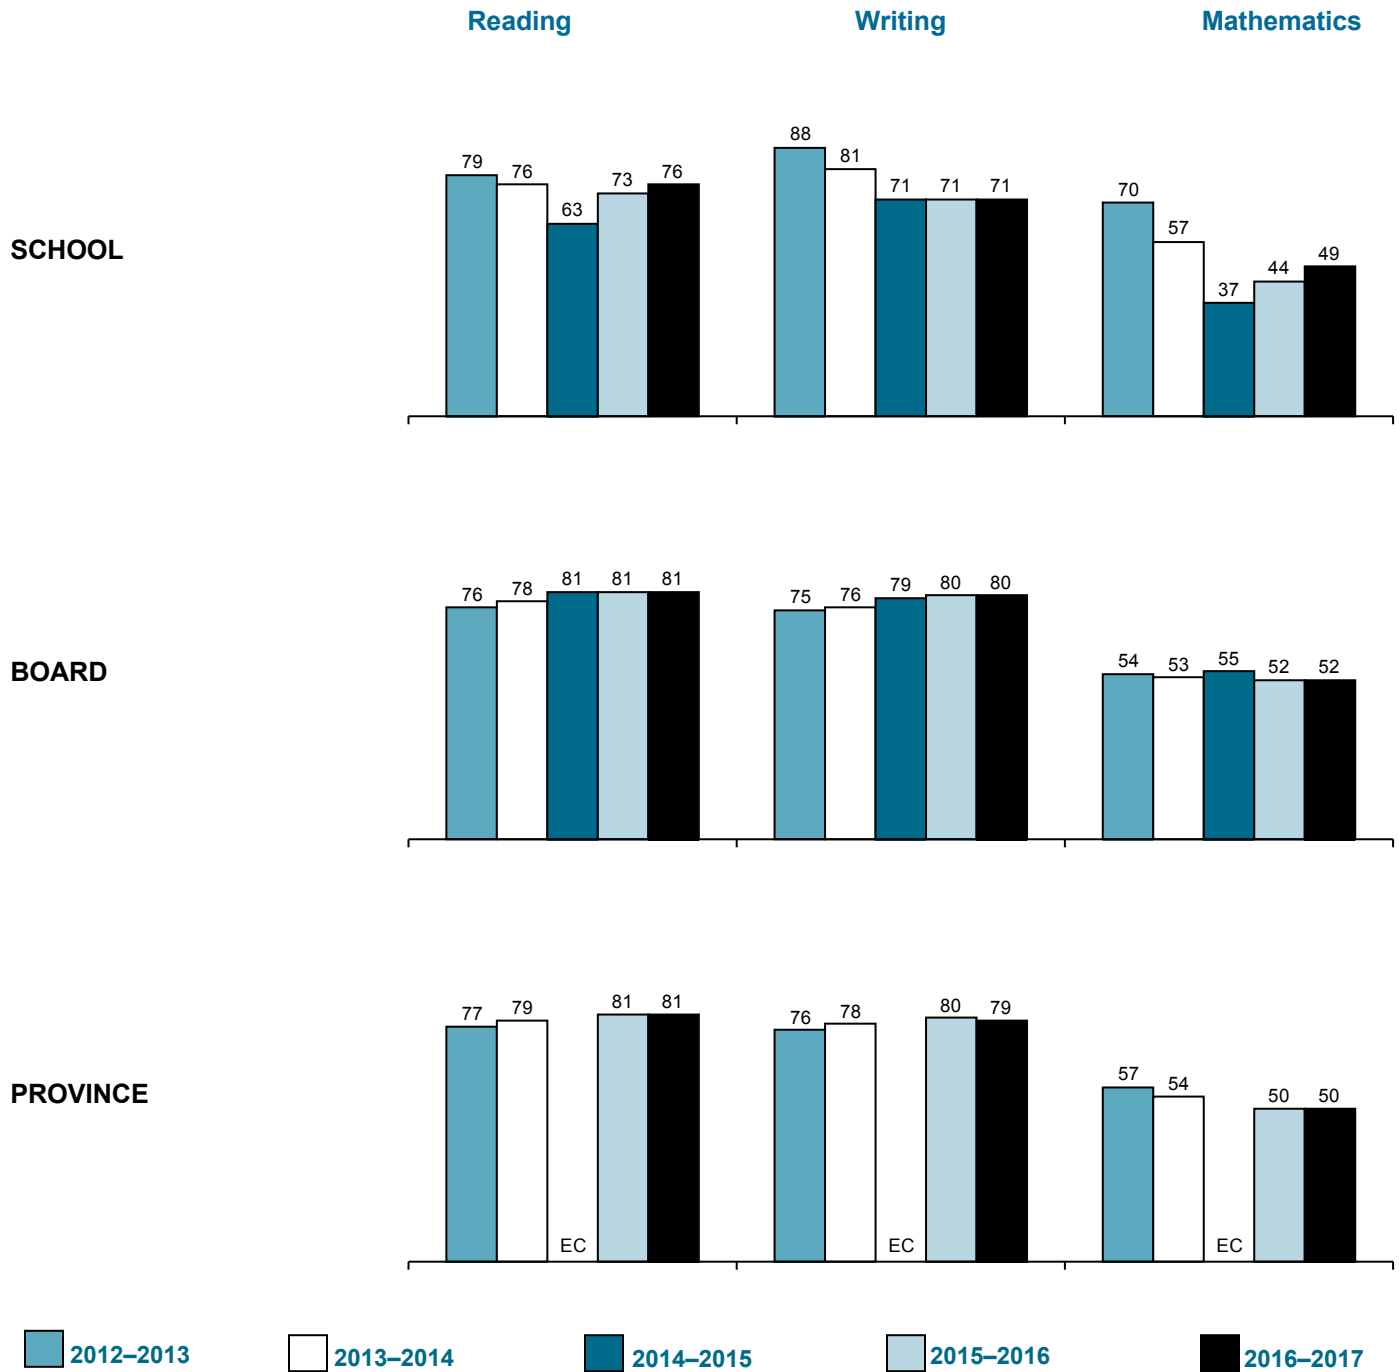 Reading Writing Mathematics
SCHOOL
79 76 63 73 76
88 81 71 71 71
70 57 37 44 49
BOARD
76 78 81 81 81
75 76 79 80 80
54 53 55 52 52
PROVINCE
77 79 EC 81 81
76 78 EC 80 79
57 54 EC 50 50
2012–2013 2013–2014 2014–2015 2015–2016 2016–2017